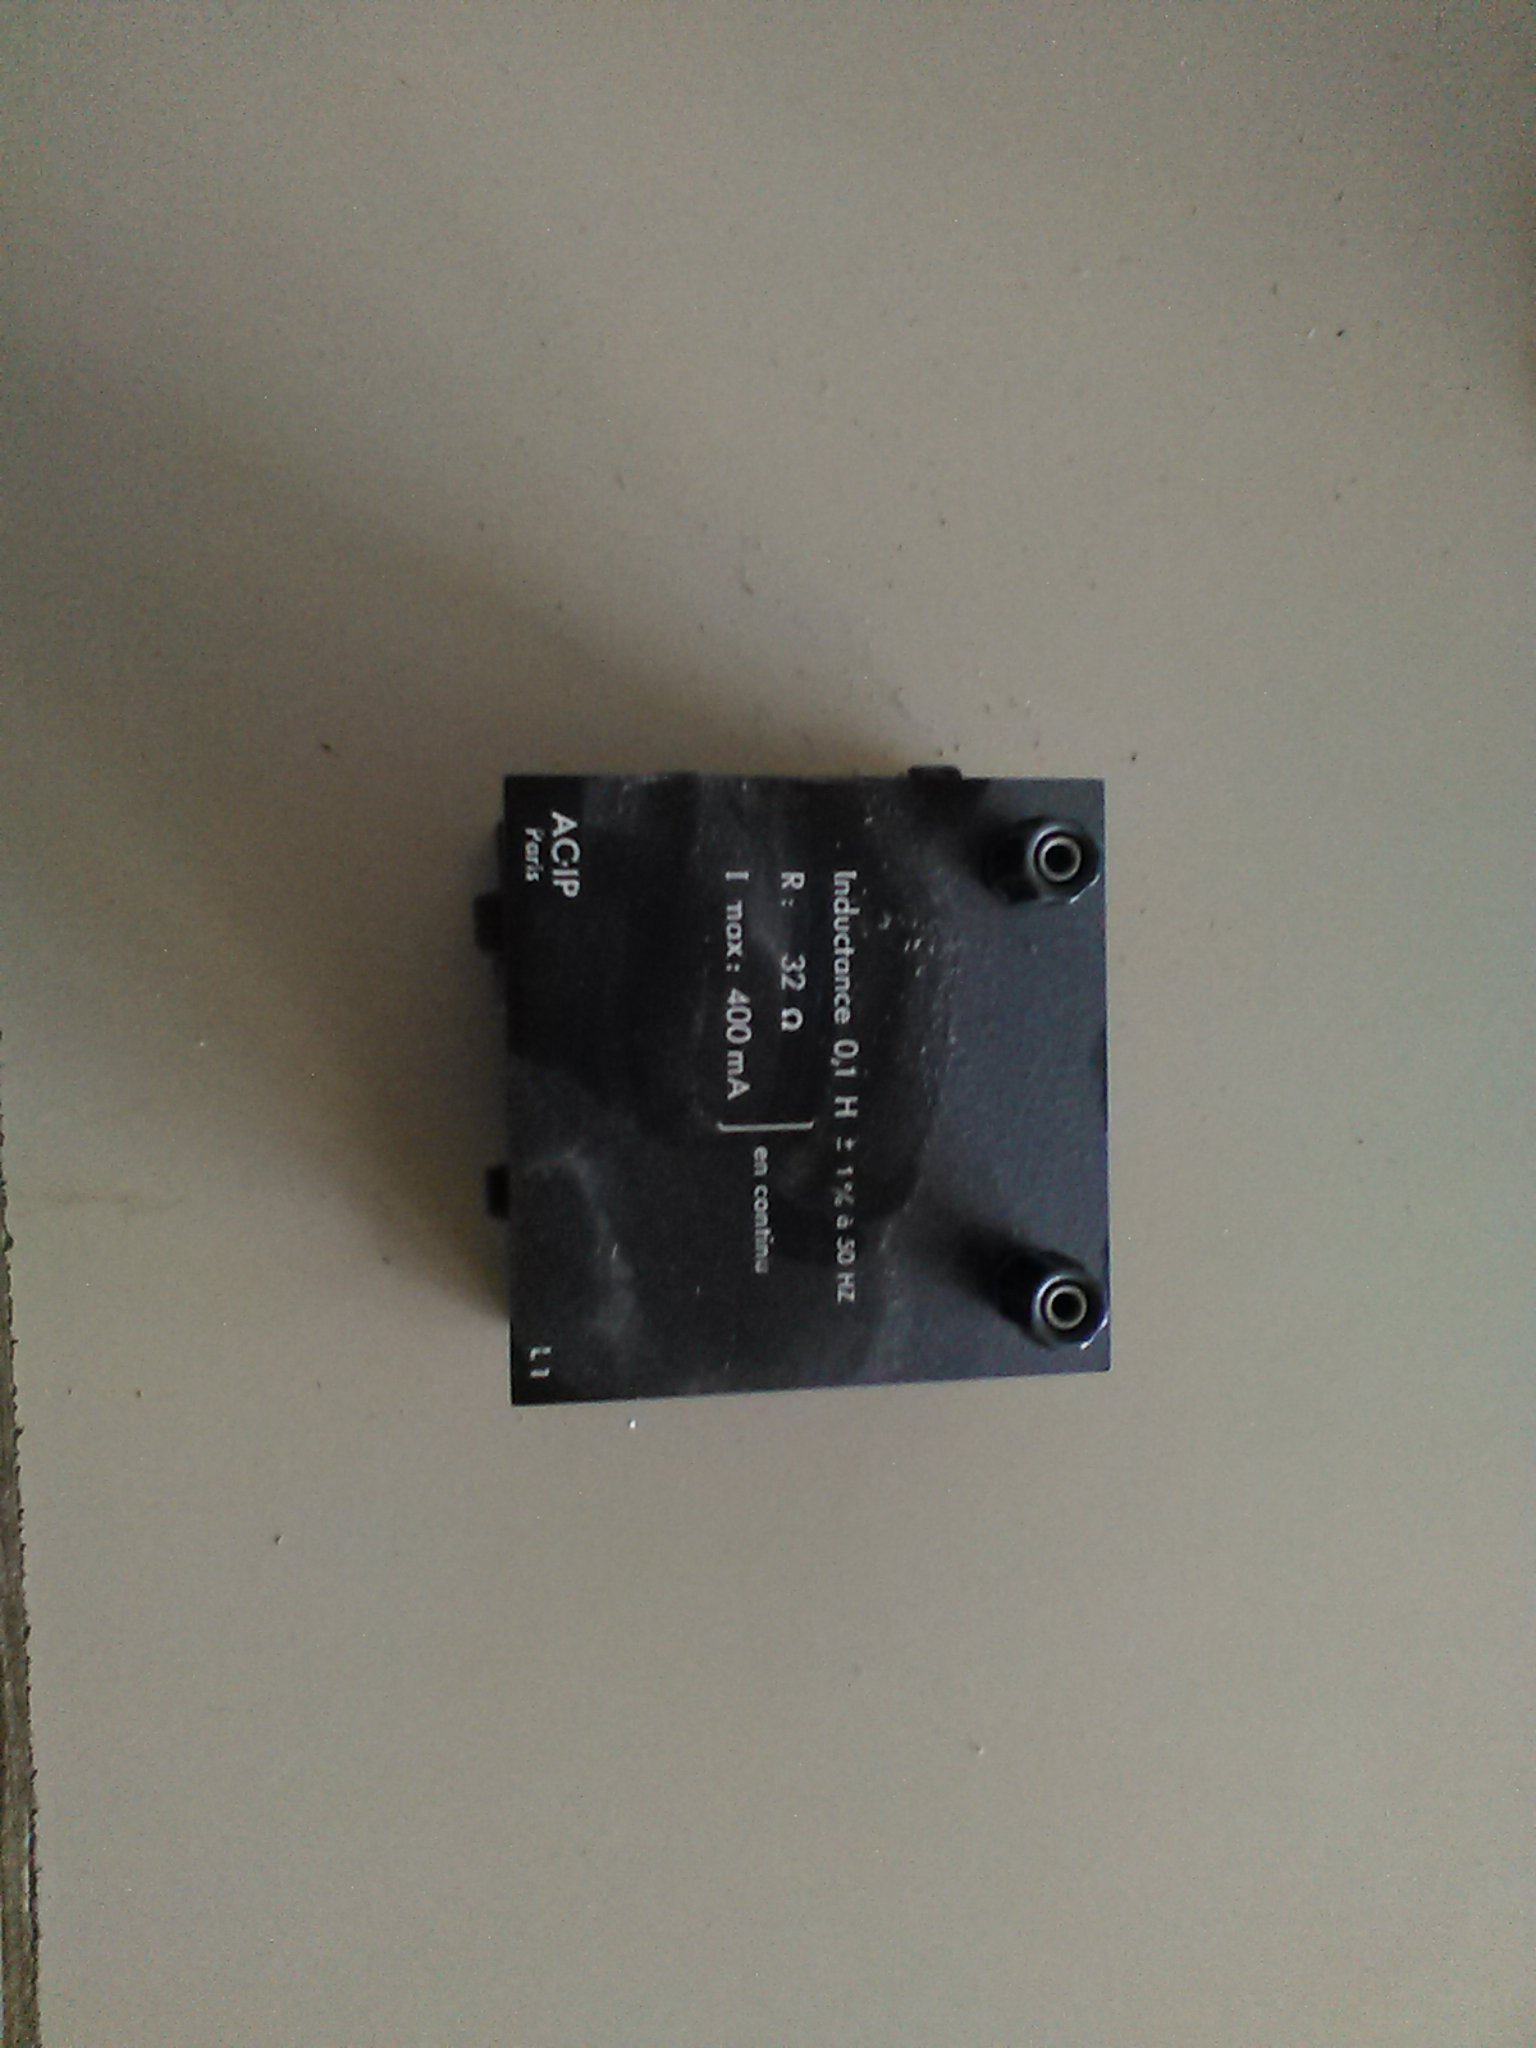 Inductance 0,1 H ± 1% à 50 HZ
R: 32 Ω
I max: 400 mA
en continu
ACIP
Paris
L1